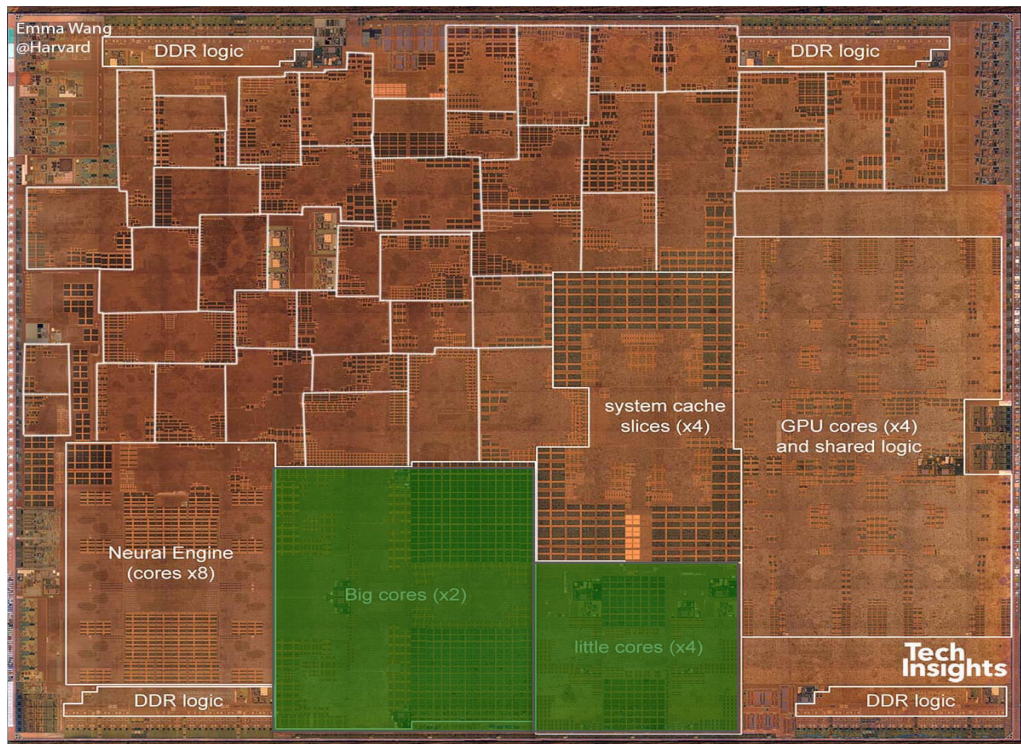 Emma Wang
@Harvard
DDR logic
DDR logic
system cache
slices (x4)
GPU cores (x4)
and shared logic
Neural Engine
(cores x8)
Big cores (x2)
little cores (x4)
Tech
Insights
DDR logic
DDR logic